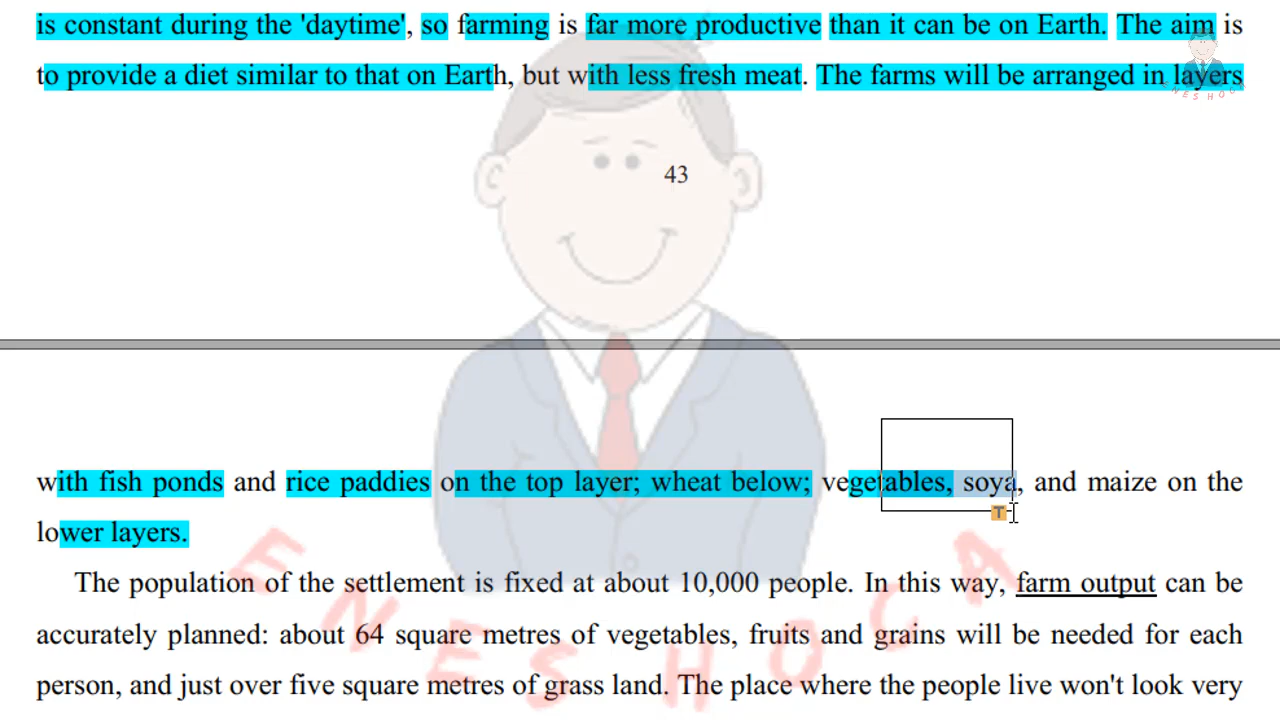 is constant during the 'daytime', so farming is far more productive than it can be on Earth. The aim is
to provide a diet similar to that on Earth, but with less fresh meat. The farms will be arranged in layers
ENES HOCA
43
with fish ponds and rice paddies on the top layer; wheat below; vegetables, soya, and maize on the
lower layers.
The population of the settlement is fixed at about 10,000 people. In this way, farm output can be
accurately planned: about 64 square metres of vegetables, fruits and grains will be needed for each
person, and just over five square metres of grass land. The place where the people live won't look very
ENES HOCA
T